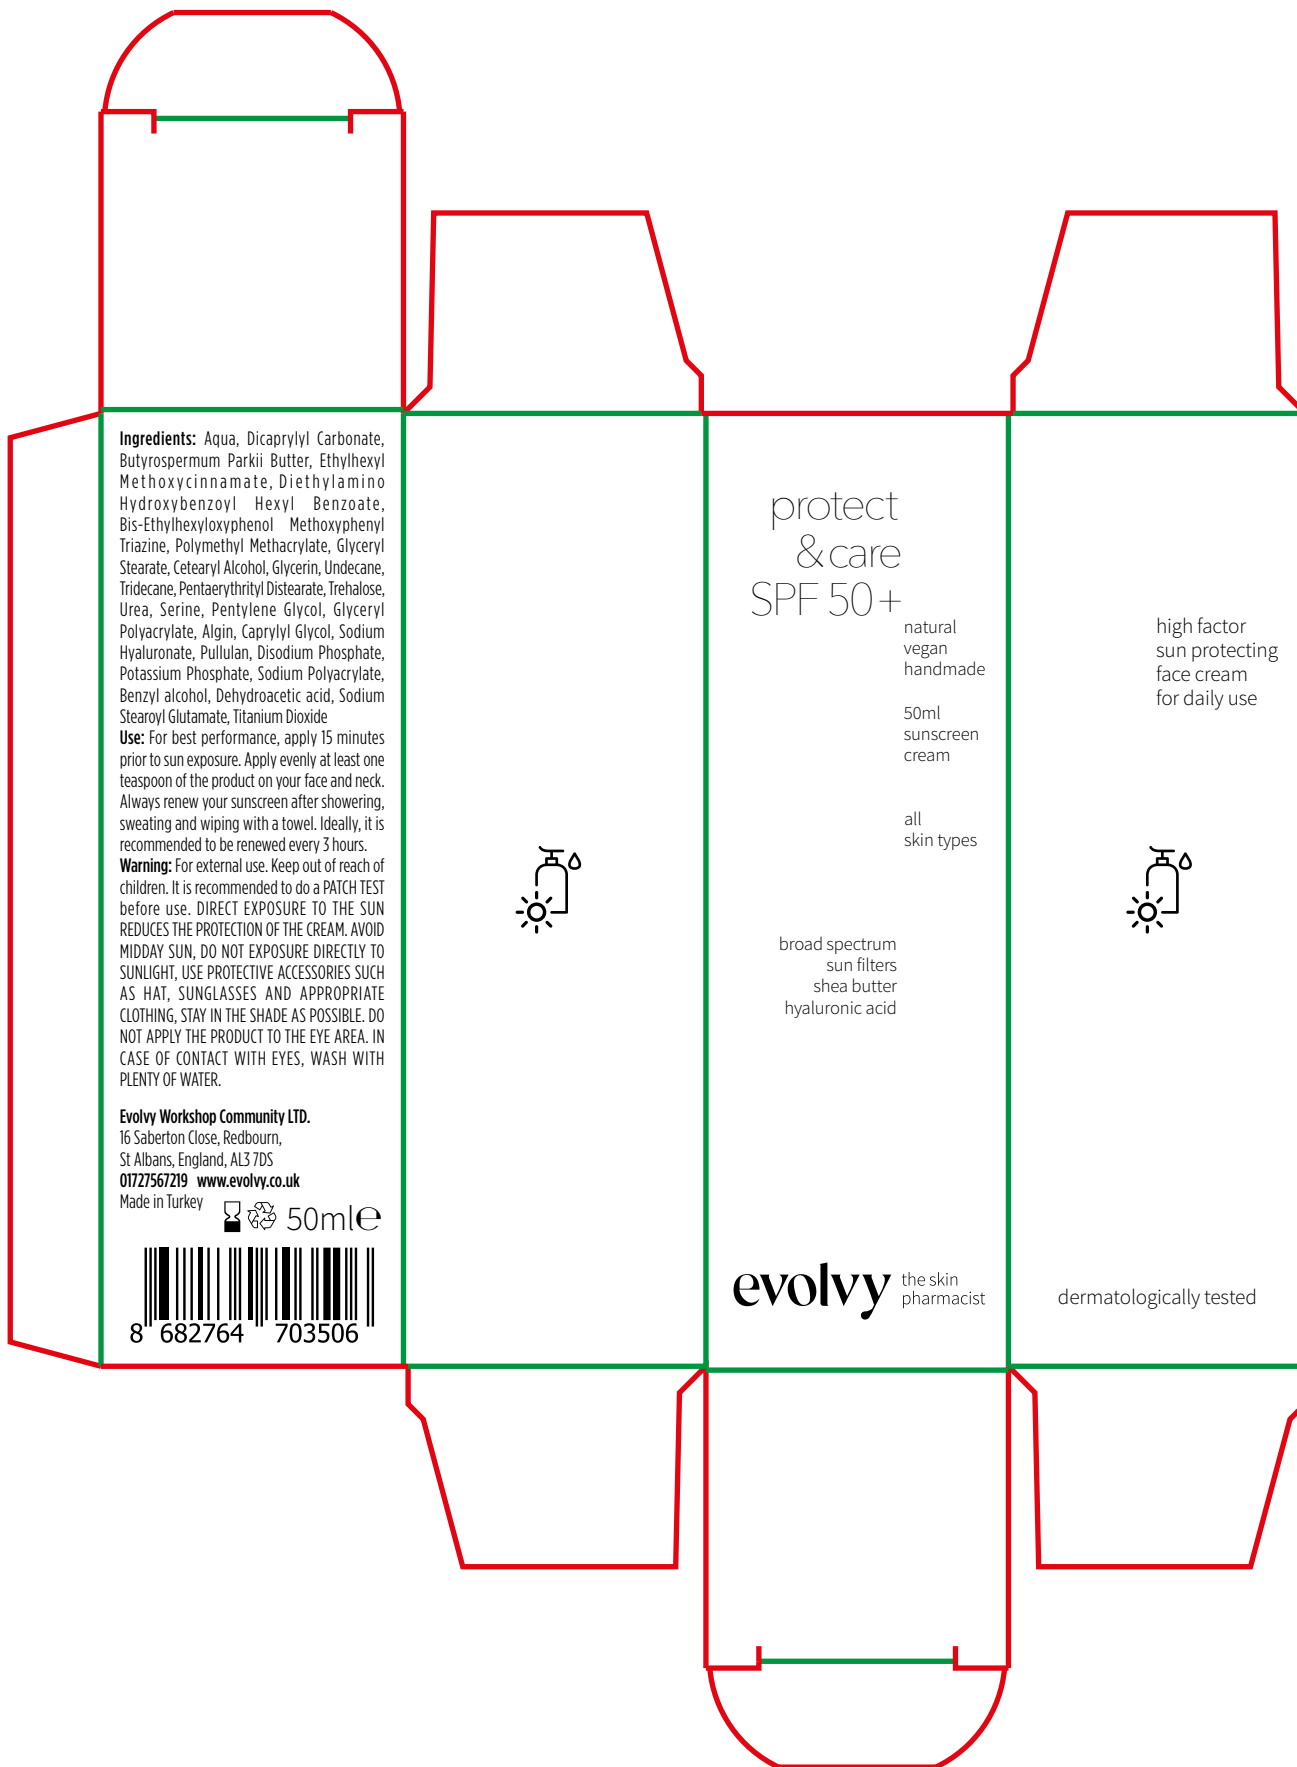 Ingredients: Aqua, Dicaprylyl Carbonate,
Butyrospermum Parkii Butter, Ethylhexyl
Methoxycinnamate, Diethylamino
Hydroxybenzoyl Hexyl Benzoate,
Bis-Ethylhexyloxyphenol Methoxyphenyl
Triazine, Polymethyl Methacrylate, Glyceryl
Stearate, Cetearyl Alcohol, Glycerin, Undecane,
Tridecane, Pentaerythrityl Distearate, Trehalose,
Urea, Serine, Pentylene Glycol, Glyceryl
Polyacrylate, Algin, Caprylyl Glycol, Sodium
Hyaluronate, Pullulan, Disodium Phosphate,
Potassium Phosphate, Sodium Polyacrylate,
Benzyl alcohol, Dehydroacetic acid, Sodium
Stearoyl Glutamate, Titanium Dioxide
Use: For best performance, apply 15 minutes
prior to sun exposure. Apply evenly at least one
teaspoon of the product on your face and neck.
Always renew your sunscreen after showering,
sweating and wiping with a towel. Ideally, it is
recommended to be renewed every 3 hours.
Warning: For external use. Keep out of reach of
children. It is recommended to do a PATCH TEST
before use. DIRECT EXPOSURE TO THE SUN
REDUCES THE PROTECTION OF THE CREAM. AVOID
MIDDAY SUN, DO NOT EXPOSURE DIRECTLY TO
SUNLIGHT, USE PROTECTIVE ACCESSORIES SUCH
AS HAT, SUNGLASSES AND APPROPRIATE
CLOTHING, STAY IN THE SHADE AS POSSIBLE. DO
NOT APPLY THE PRODUCT TO THE EYE AREA. IN
CASE OF CONTACT WITH EYES, WASH WITH
PLENTY OF WATER.
Evolvy Workshop Community LTD.
16 Saberton Close, Redbourn,
St Albans, England, AL3 7DS
01727567219 www.evolvy.co.uk
Made in Turkey
50ml℮
8 682764 703506
protect
& care
SPF 50+
natural
vegan
handmade
50ml
sunscreen
cream
all
skin types
broad spectrum
sun filters
shea butter
hyaluronic acid
evolvy
the skin
pharmacist
high factor
sun protecting
face cream
for daily use
dermatologically tested